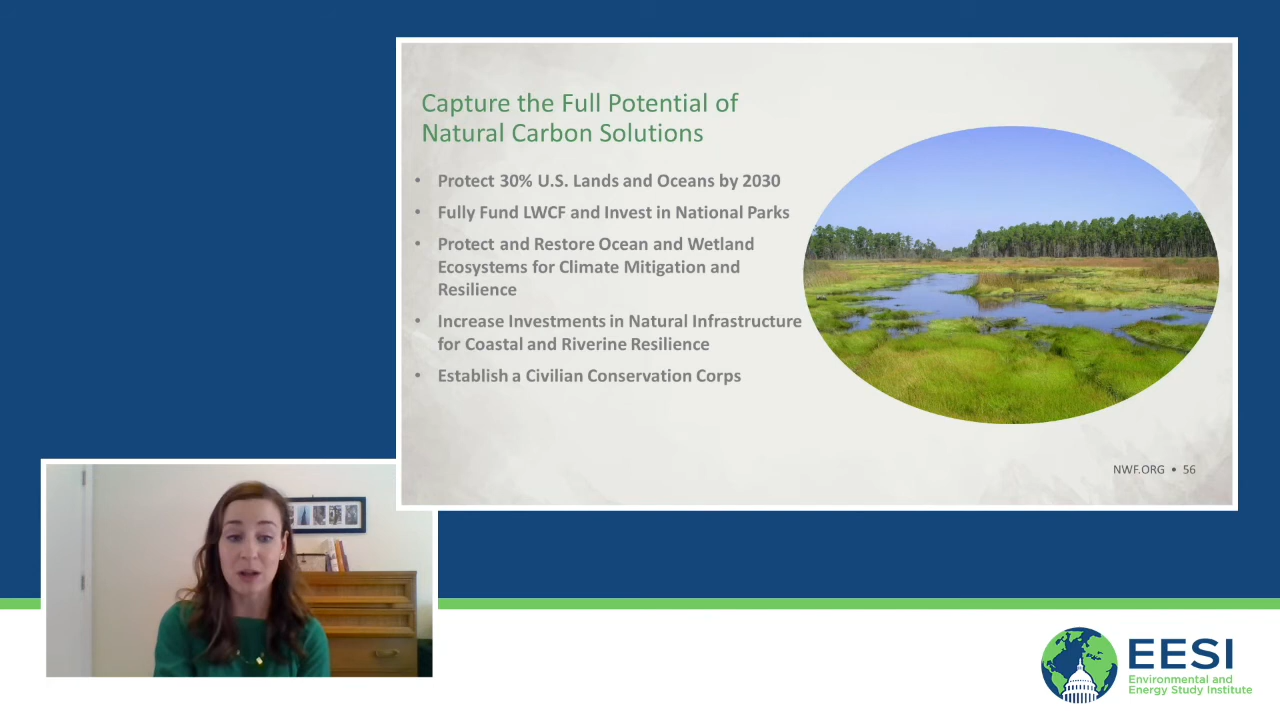 Capture the Full Potential of
Natural Carbon Solutions
• Protect 30% U.S. Lands and Oceans by 2030
• Fully Fund LWCF and Invest in National Parks
• Protect and Restore Ocean and Wetland
Ecosystems for Climate Mitigation and
Resilience
• Increase Investments in Natural Infrastructure
for Coastal and Riverine Resilience
• Establish a Civilian Conservation Corps
NWF.ORG • 56
EESI
Environmental and
Energy Study Institute